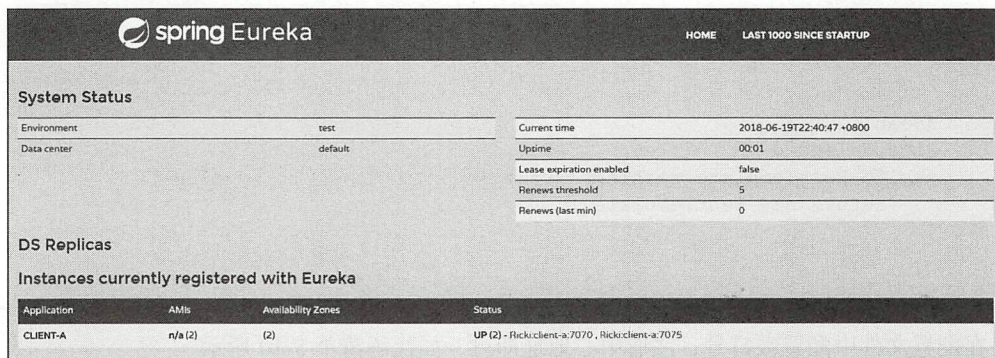 spring Eureka
HOME LAST 1000 SINCE STARTUP
System Status
Environment test
Data center default
Current time 2018-06-19T22:40:47 +0800
Uptime 00:01
Lease expiration enabled false
Renews threshold 5
Renews (last min) 0
DS Replicas
Instances currently registered with Eureka
Application AMIs Availability Zones Status
CLIENT-A n/a (2) (2) UP (2) - Ricki:client-a:7070 , Ricki:client-a:7075